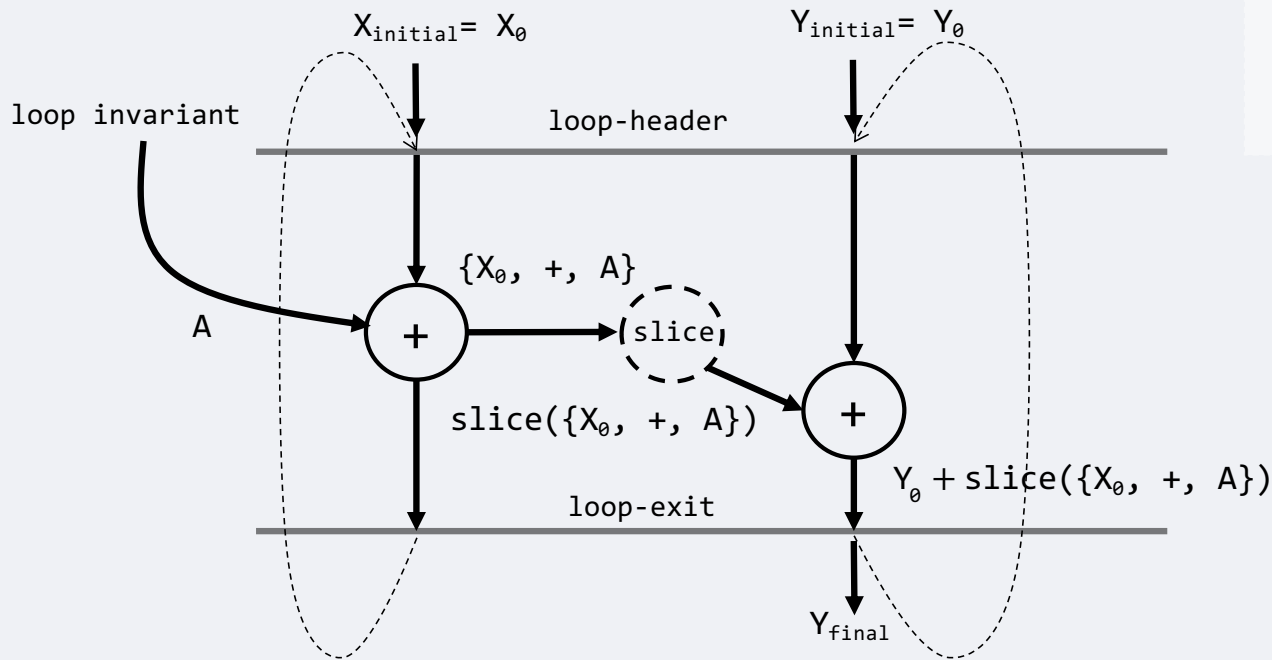 X_initial= X₀
Y_initial= Y₀
loop invariant
loop-header
{X₀, +, A}
A
+
slice
slice({X₀, +, A})
+
Y₀ + slice({X₀, +, A})
loop-exit
Y_final